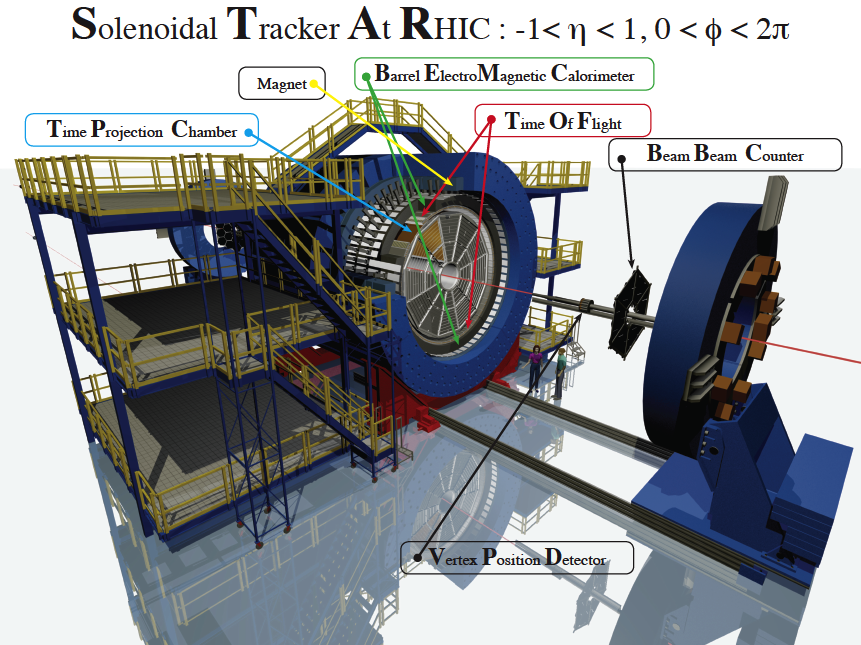 Solenoidal Tracker At RHIC : -1< η < 1, 0 < ϕ < 2π
Magnet
Barrel ElectroMagnetic Calorimeter
Time Projection Chamber
Time Of Flight
Beam Beam Counter
Vertex Position Detector